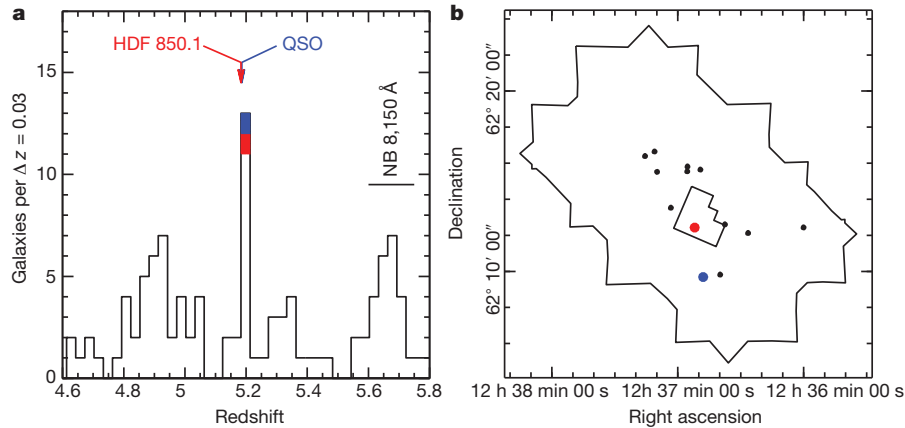 a
HDF 850.1
QSO
NB 8,150 Å
Galaxies per Δ z = 0.03
15
10
5
0
4.6 4.8 5 5.2 5.4 5.6 5.8
Redshift
b
Declination
62° 20′ 00″
62° 10′ 00″
00″
12 h 38 min 00 s 12 h 37 min 00 s 12 h 36 min 00 s
Right ascension